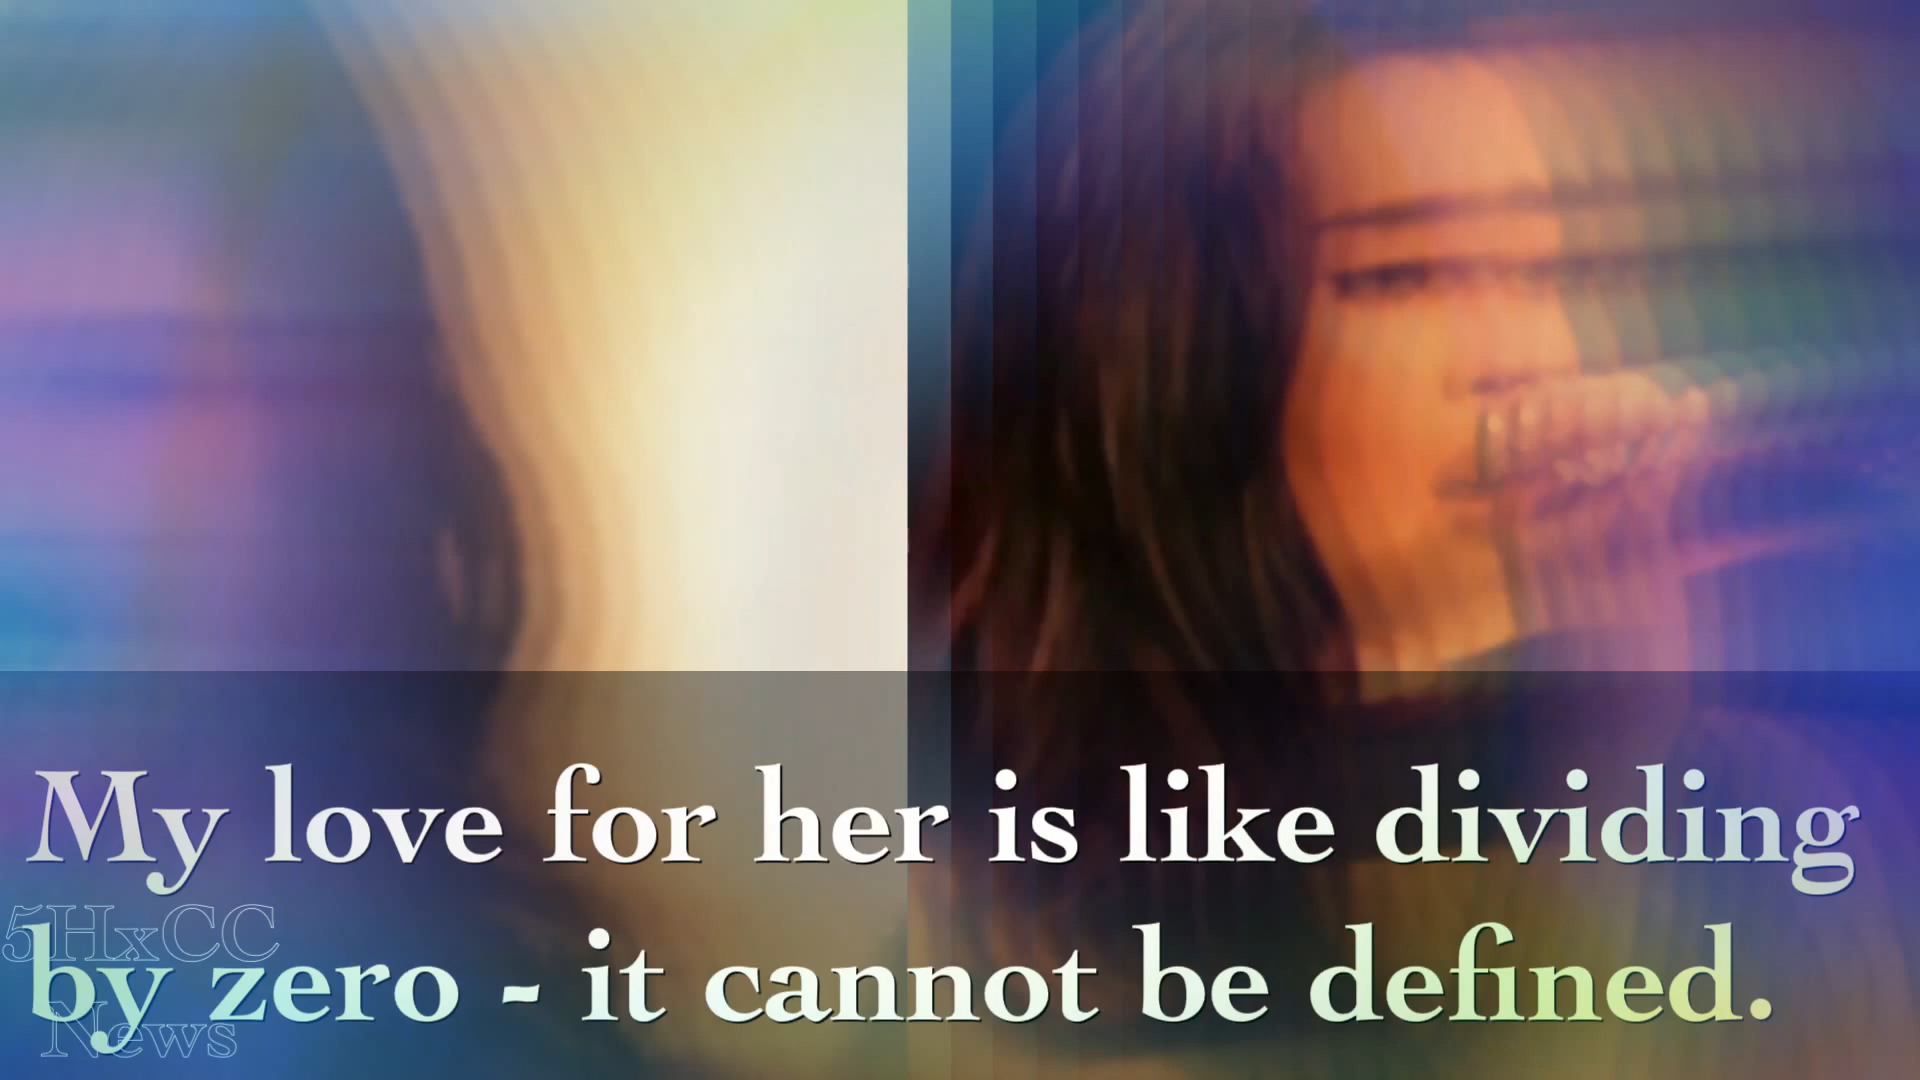 My love for her is like dividing
by zero - it cannot be defined.
5HxCC
News